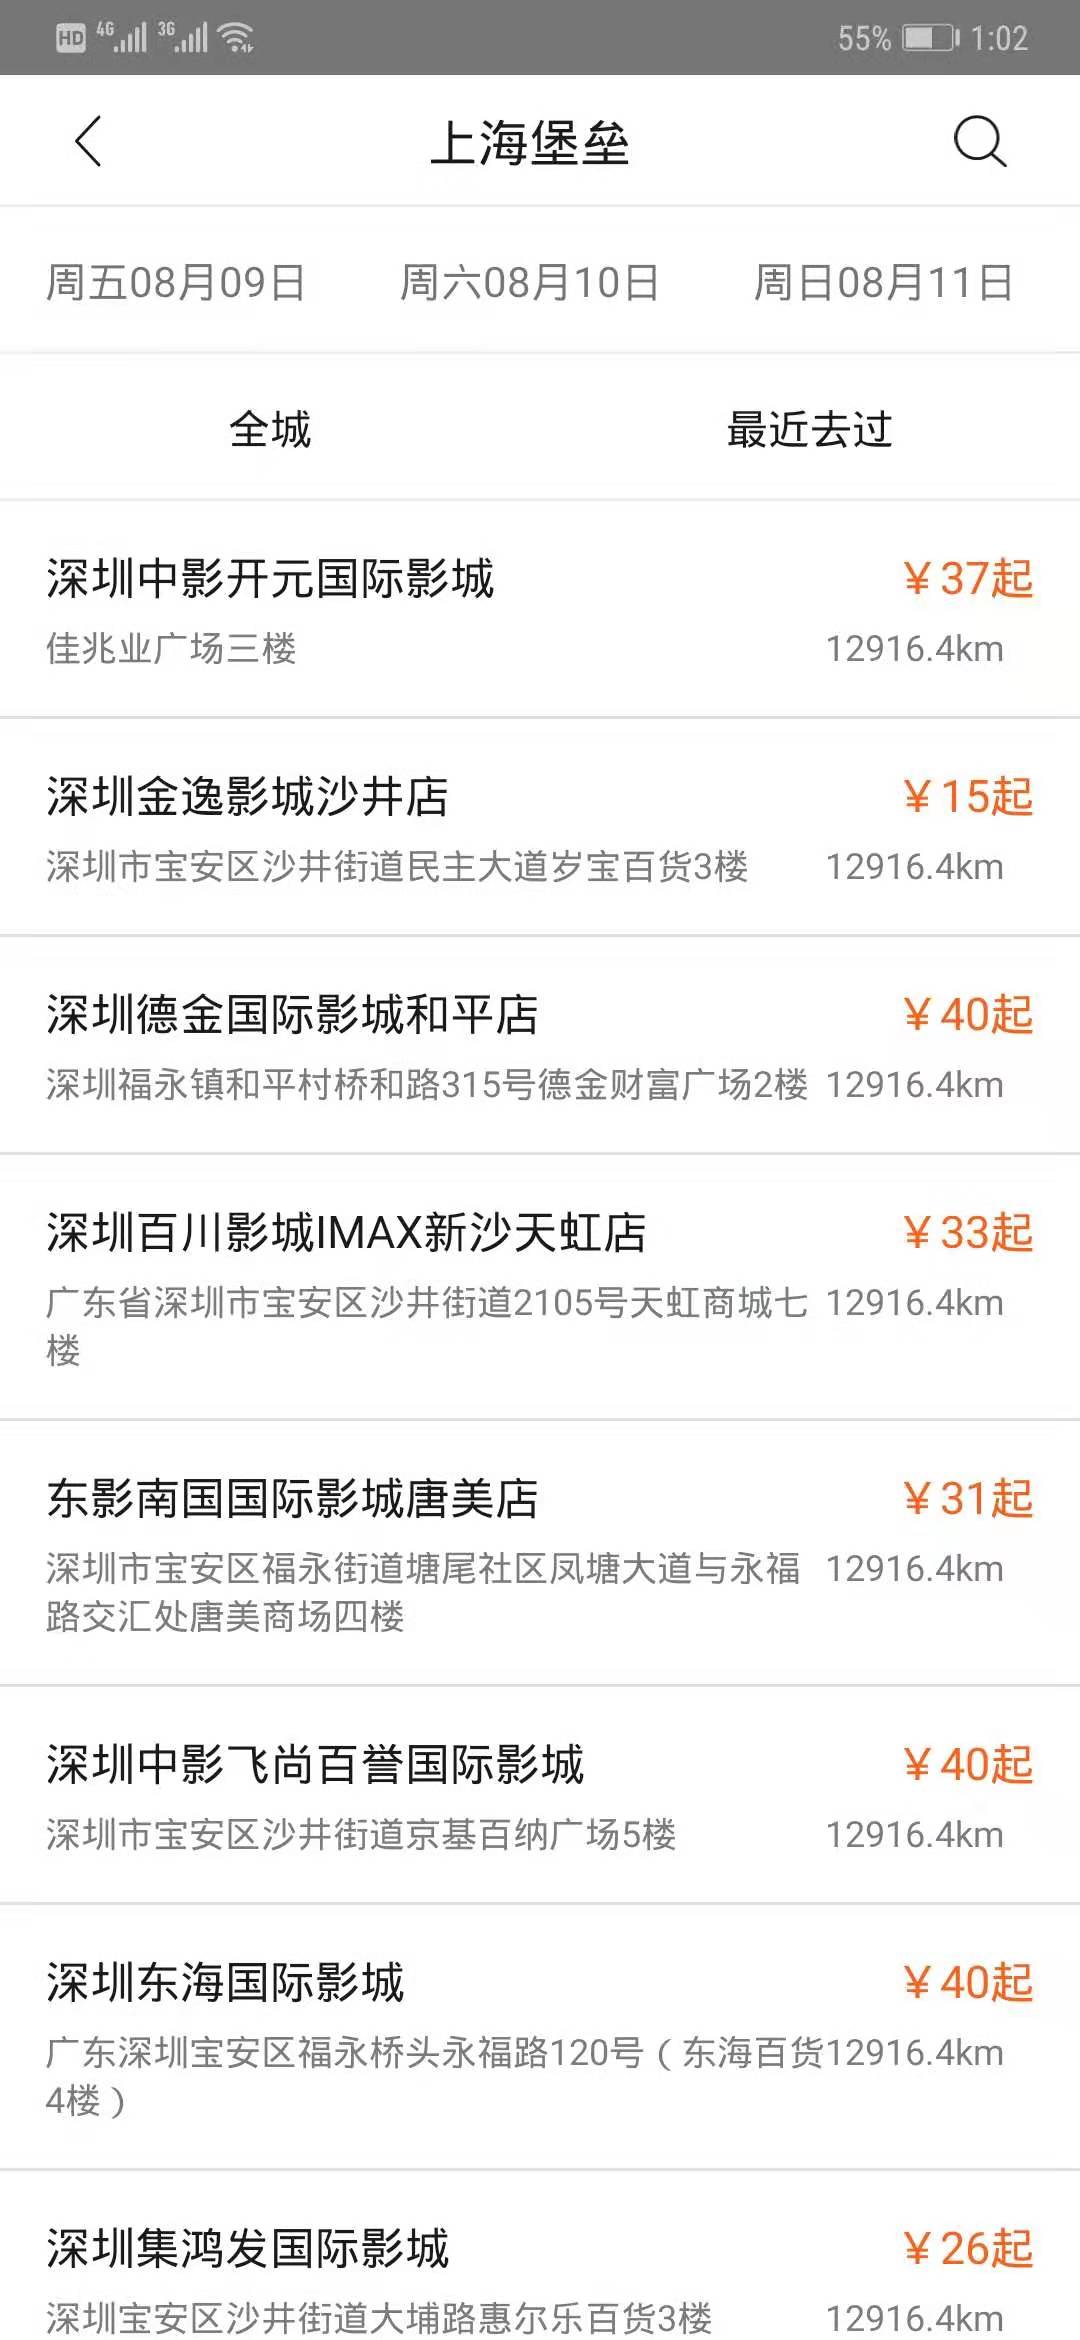 HD 4G 3G 55% 1:02
上海堡垒
周五08月09日 周六08月10日 周日08月11日
全城 最近去过
深圳中影开元国际影城 ￥37起
佳兆业广场三楼 12916.4km
深圳金逸影城沙井店 ￥15起
深圳市宝安区沙井街道民主大道岁宝百货3楼 12916.4km
深圳德金国际影城和平店 ￥40起
深圳福永镇和平村桥和路315号德金财富广场2楼 12916.4km
深圳百川影城IMAX新沙天虹店 ￥33起
广东省深圳市宝安区沙井街道2105号天虹商城七 12916.4km
楼
东影南国国际影城唐美店 ￥31起
深圳市宝安区福永街道塘尾社区凤塘大道与永福 12916.4km
路交汇处唐美商场四楼
深圳中影飞尚百誉国际影城 ￥40起
深圳市宝安区沙井街道京基百纳广场5楼 12916.4km
深圳东海国际影城 ￥40起
广东深圳宝安区福永桥头永福路120号（东海百货 12916.4km
4楼）
深圳集鸿发国际影城 ￥26起
深圳宝安区沙井街道大埔路惠尔乐百货3楼 12916.4km